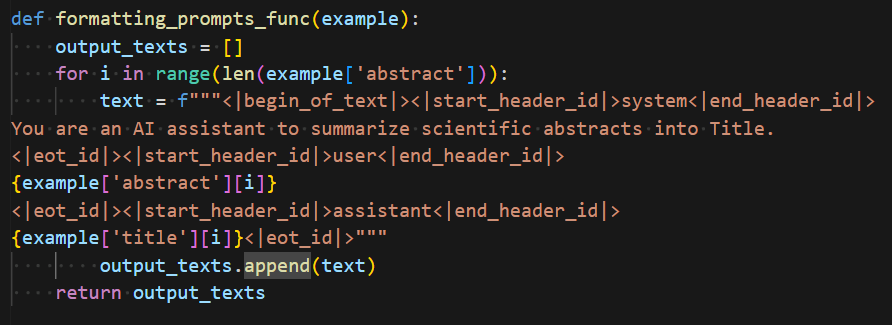 def formatting_prompts_func(example):
    output_texts = []
    for i in range(len(example['abstract'])):
        text = f"""<|begin_of_text|><|start_header_id|>system<|end_header_id|>
You are an AI assistant to summarize scientific abstracts into Title.
<|eot_id|><|start_header_id|>user<|end_header_id|>
{example['abstract'][i]}
<|eot_id|><|start_header_id|>assistant<|end_header_id|>
{example['title'][i]}<|eot_id|>"""
        output_texts.append(text)
    return output_texts